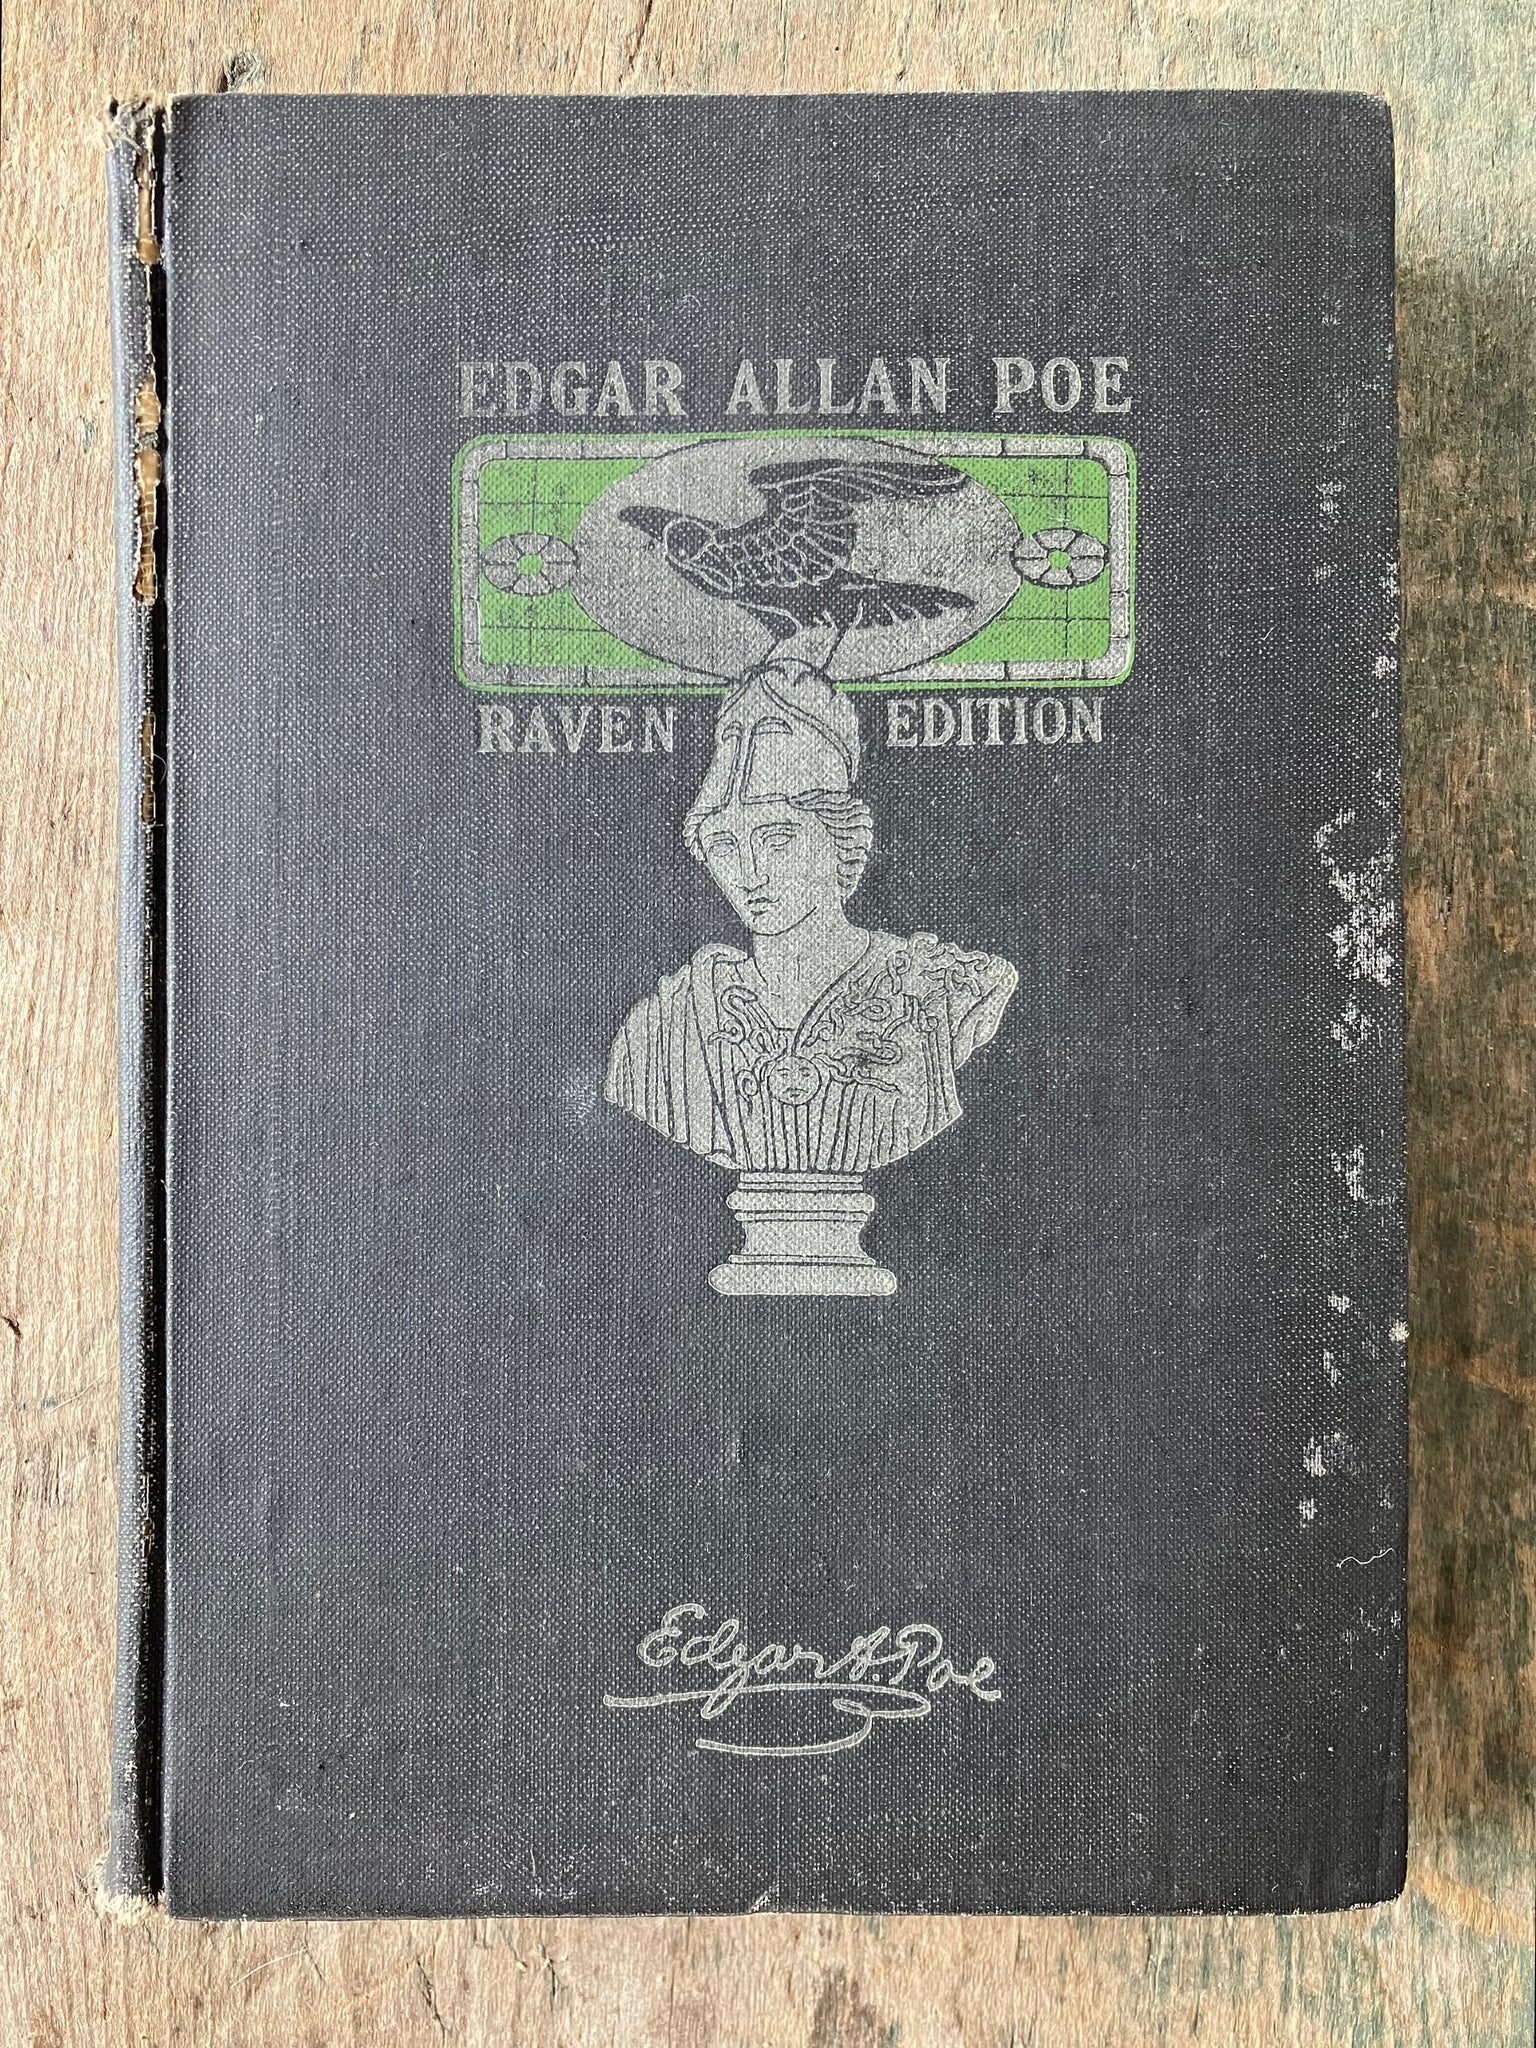 EDGAR ALLAN POE
RAVEN EDITION
Edgar A. Poe